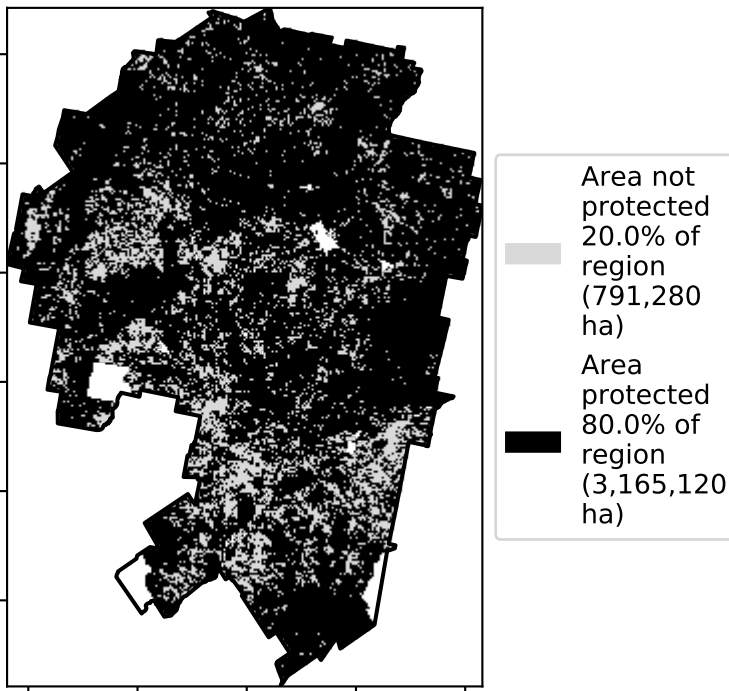 Area not
protected
20.0% of
region
(791,280
ha)
Area
protected
80.0% of
region
(3,165,120
ha)